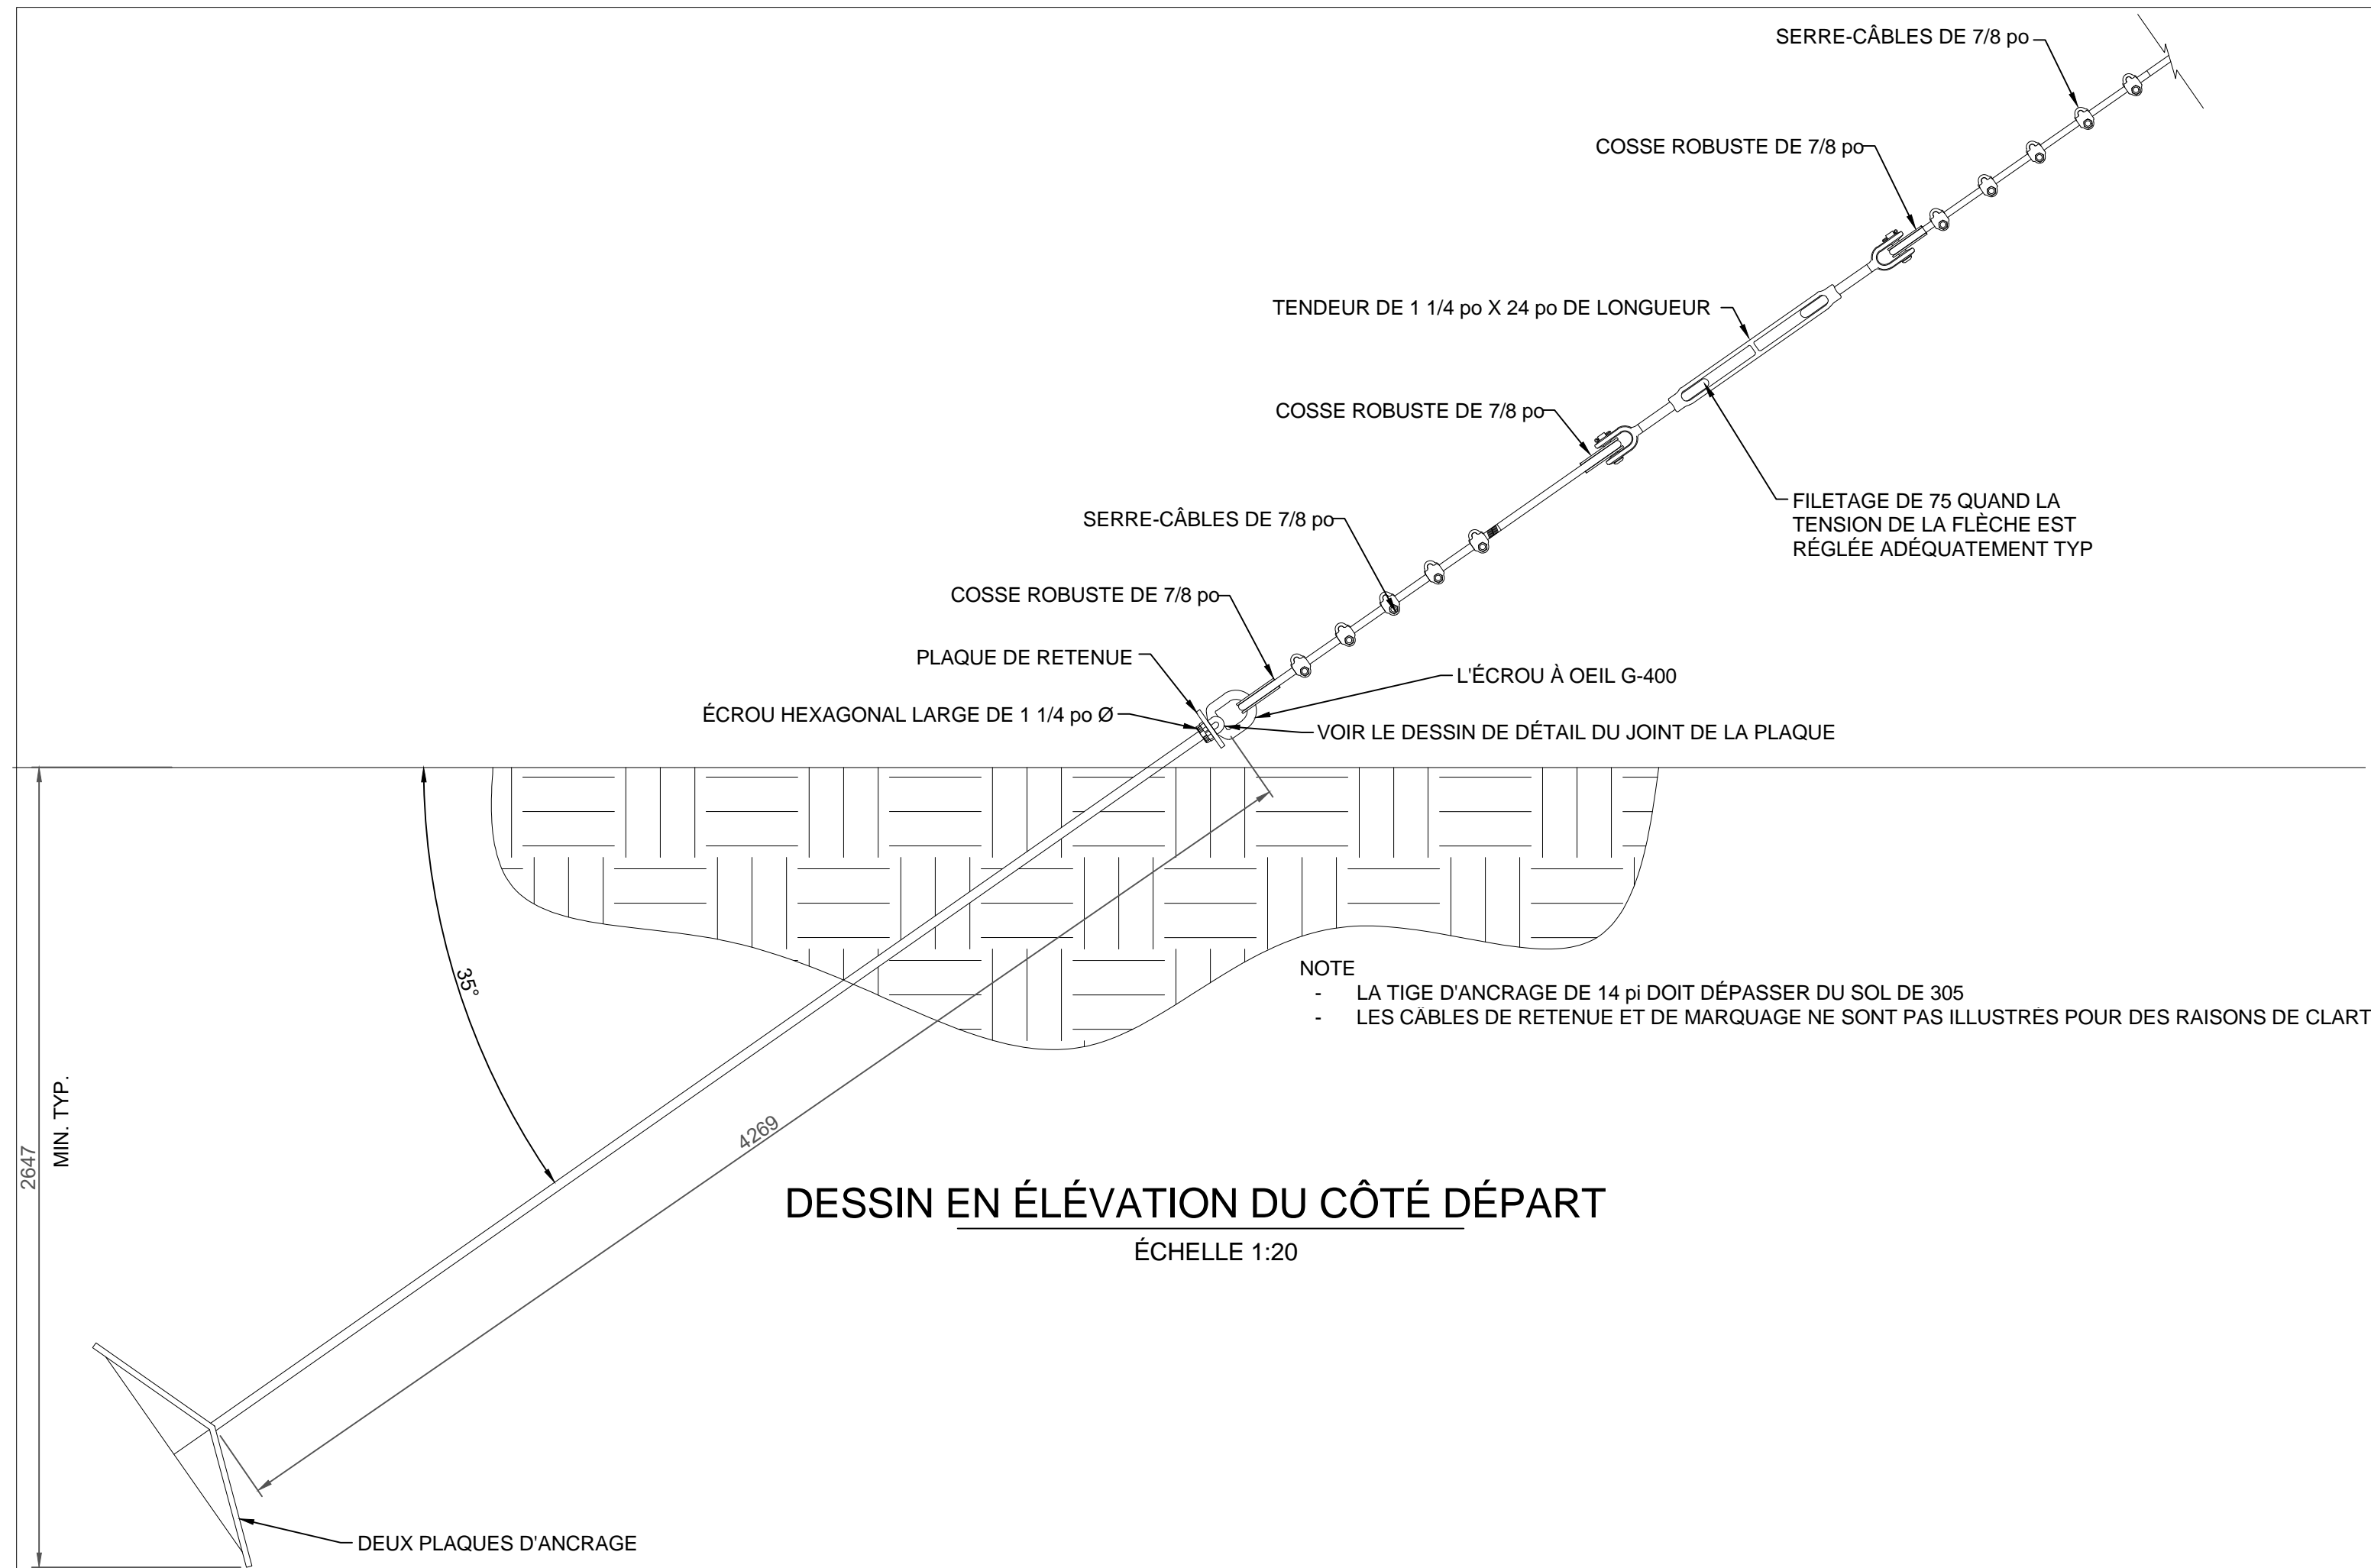 SERRE-CÂBLES DE 7/8 po
COSSE ROBUSTE DE 7/8 po
TENDEUR DE 1 1/4 po X 24 po DE LONGUEUR
COSSE ROBUSTE DE 7/8 po
FILETAGE DE 75 QUAND LA
TENSION DE LA FLÈCHE EST
RÉGLÉE ADÉQUATEMENT TYP
SERRE-CÂBLES DE 7/8 po
COSSE ROBUSTE DE 7/8 po
PLAQUE DE RETENUE
L'ÉCROU À OEIL G-400
ÉCROU HEXAGONAL LARGE DE 1 1/4 po Ø
VOIR LE DESSIN DE DÉTAIL DU JOINT DE LA PLAQUE
35°
NOTE
- LA TIGE D'ANCRAGE DE 14 pi DOIT DÉPASSER DU SOL DE 305
- LES CÂBLES DE RETENUE ET DE MARQUAGE NE SONT PAS ILLUSTRÉS POUR DES RAISONS DE CLART
4269
2647
MIN. TYP.
DESSIN EN ÉLÉVATION DU CÔTÉ DÉPART
ÉCHELLE 1:20
DEUX PLAQUES D'ANCRAGE